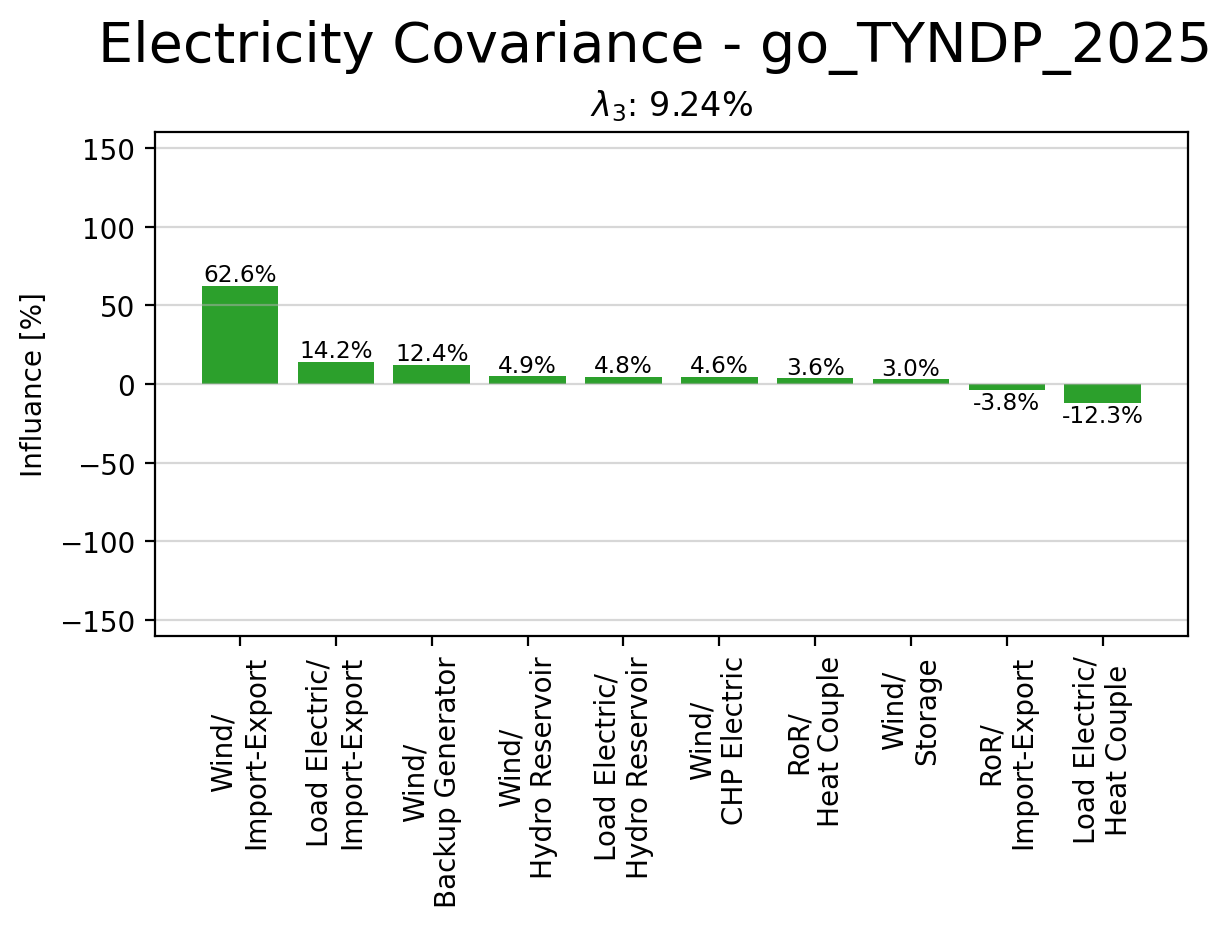 Electricity Covariance - go_TYNDP_2025
λ3: 9.24%
Influance [%]
150
100
50
0
−50
−100
−150
62.6%
14.2%
12.4%
4.9%
4.8%
4.6%
3.6%
3.0%
-3.8%
-12.3%
Wind/
Import-Export
Load Electric/
Import-Export
Wind/
Backup Generator
Wind/
Hydro Reservoir
Load Electric/
Hydro Reservoir
Wind/
CHP Electric
RoR/
Heat Couple
Wind/
Storage
RoR/
Import-Export
Load Electric/
Heat Couple